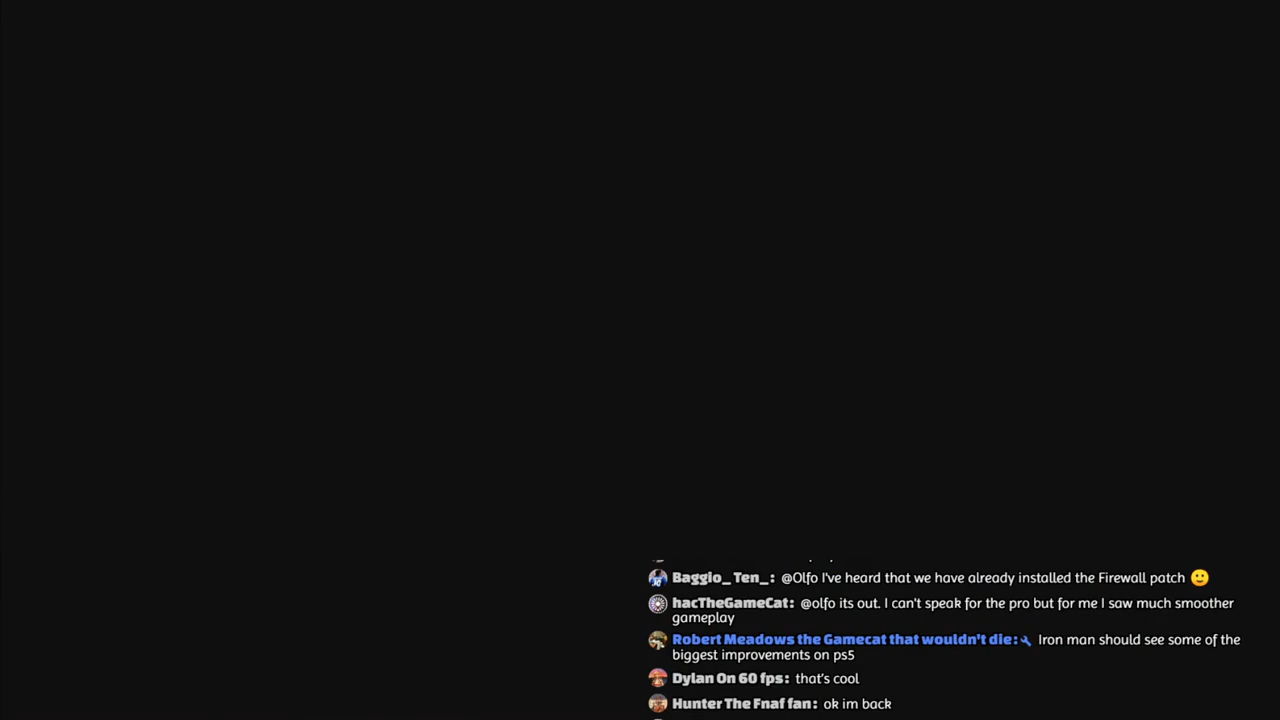 Baggio_Ten_: @Olfo I've heard that we have already installed the Firewall patch 🙂
hacTheGameCat: @olfo its out. I can't speak for the pro but for me I saw much smoother
gameplay
Robert Meadows the Gamecat that wouldn't die: Iron man should see some of the
biggest improvements on ps5
Dylan On 60 fps: that's cool
Hunter The Fnaf fan: ok im back